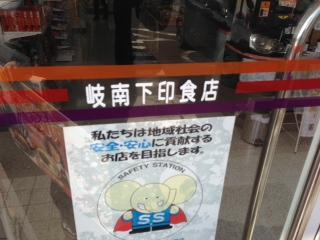 岐南下印食店
私たちは地域社会の
安全・安心に貢献する
お店を目指します。
SAFETY STATION
SS